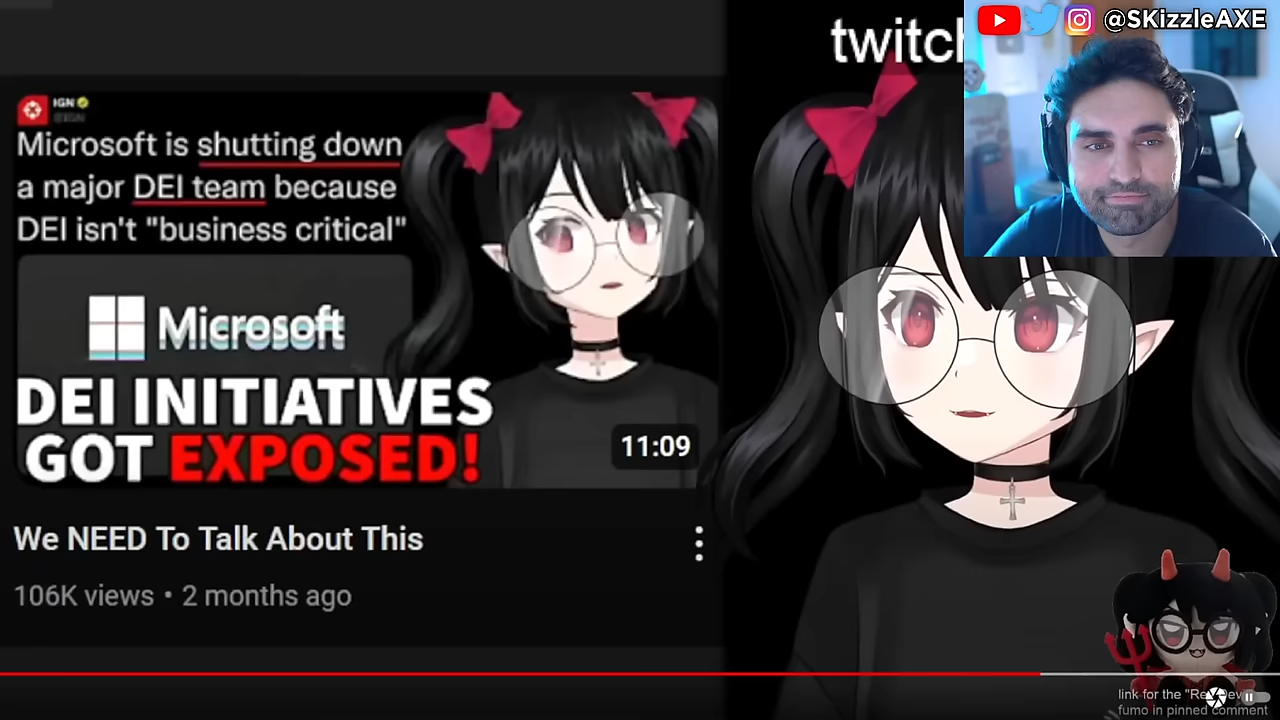 twitch
@SKizzleAXE
IGN
@IGN
Microsoft is shutting down
a major DEI team because
DEI isn't "business critical"
Microsoft
DEI INITIATIVES
GOT EXPOSED!
11:09
We NEED To Talk About This
106K views • 2 months ago
link for the "Re
fumo in pinned comment